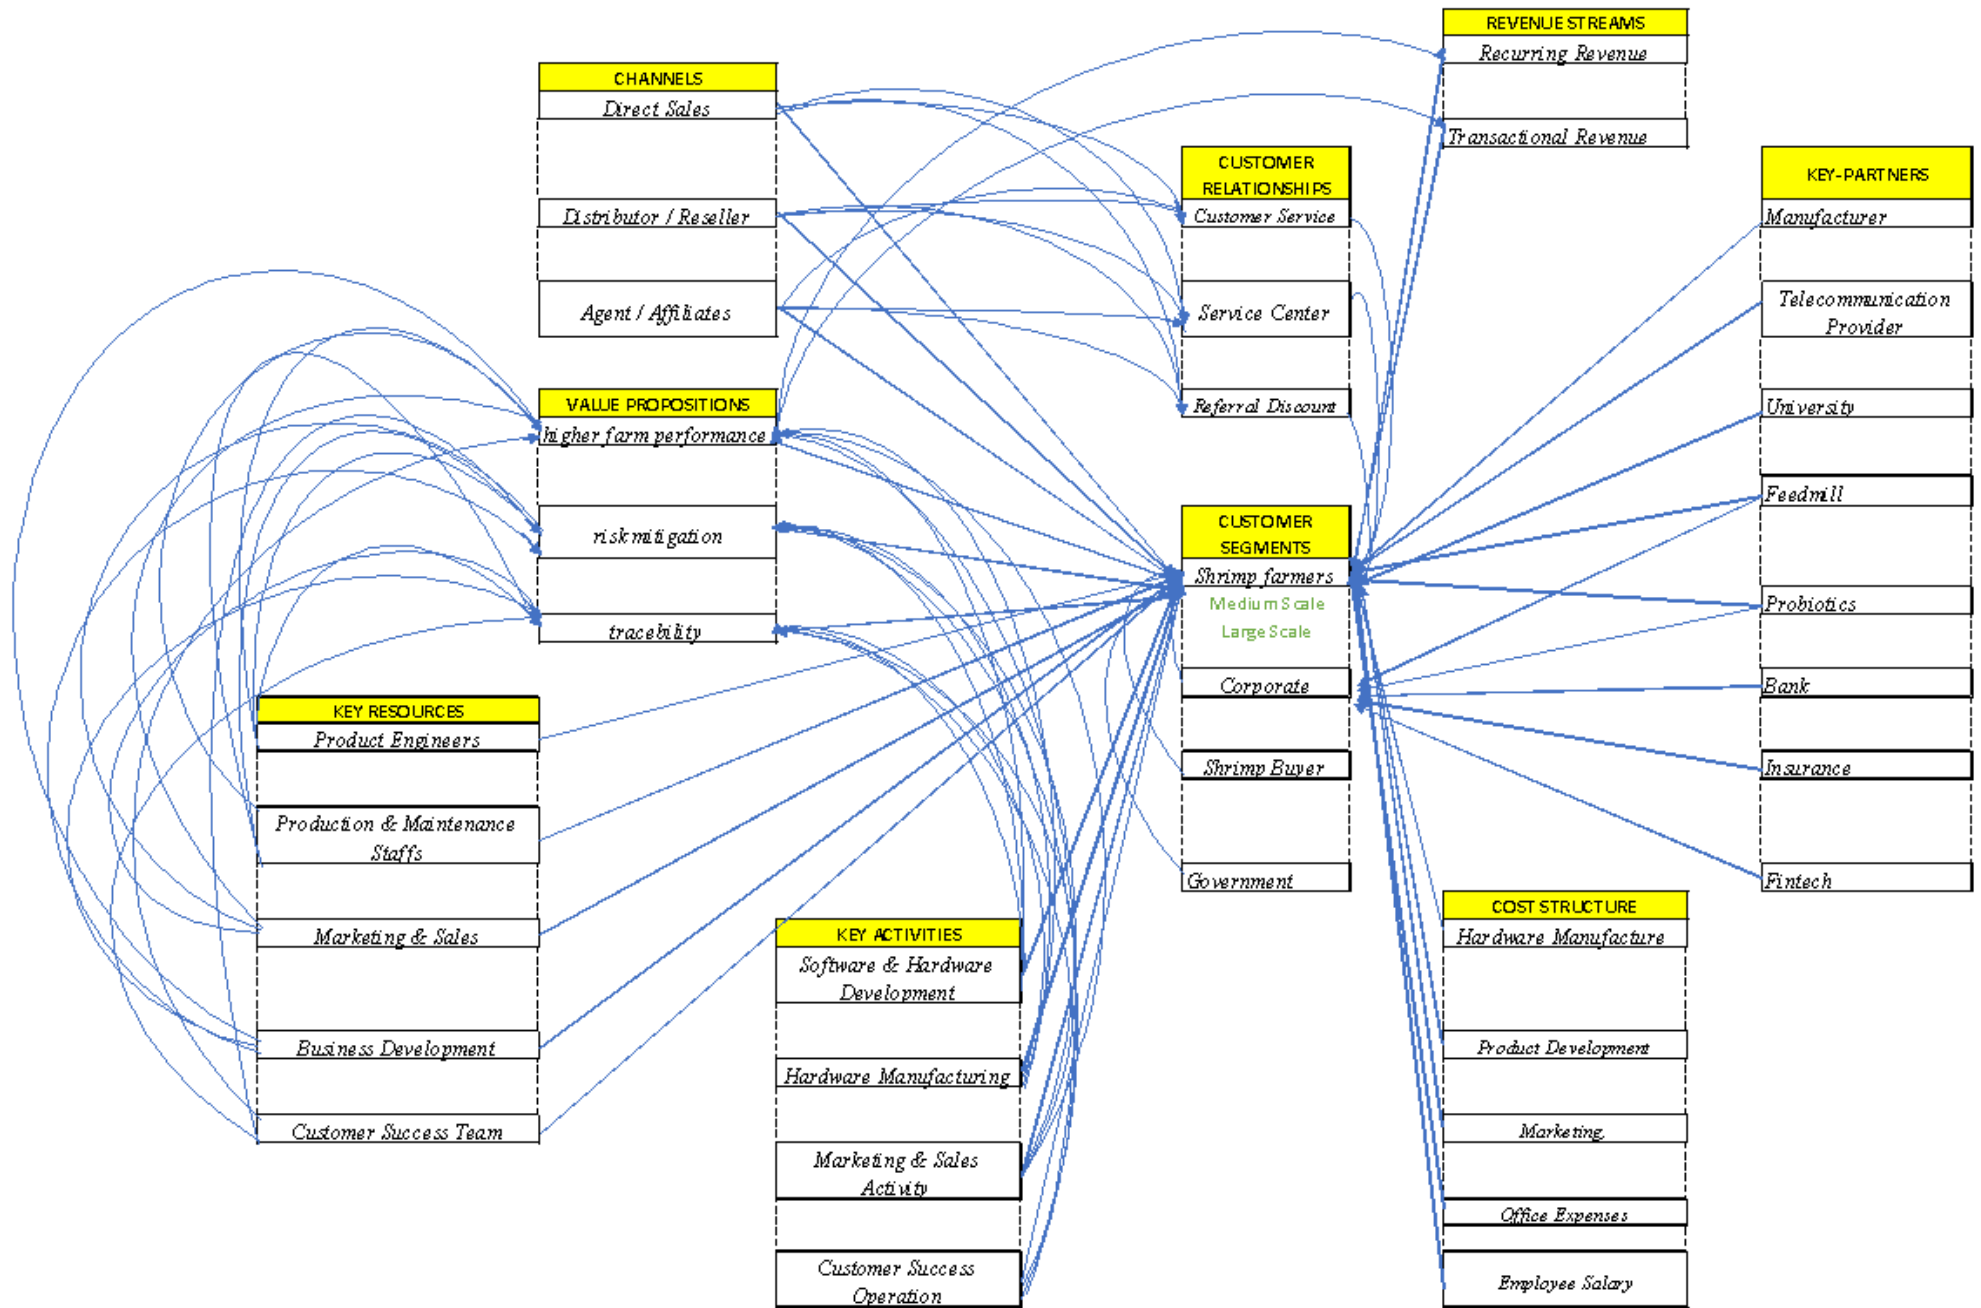 REVENUE STREAMS
Recurring Revenue
Transactional Revenue
CHANNELS
Direct Sales
Distributor / Reseller
Agent / Affiliates
CUSTOMER
RELATIONSHIPS
Customer Service
Service Center
Referral Discount
KEY-PARTNERS
Manufacturer
Telecommunication
Provider
University
Feedmill
Probiotics
Bank
Insurance
Fintech
VALUE PROPOSITIONS
higher farm performance
risk mitigation
tracebility
CUSTOMER
SEGMENTS
Shrimp farmers
Medium Scale
Large Scale
Corporate
Shrimp Buyer
Government
KEY RESOURCES
Product Engineers
Production & Maintenance
Staffs
Marketing & Sales
Business Development
Customer Success Team
KEY ACTIVITIES
Software & Hardware
Development
Hardware Manufacturing
Marketing & Sales
Activity
Customer Success
Operation
COST STRUCTURE
Hardware Manufacture
Product Development
Marketing
Office Expenses
Employee Salary